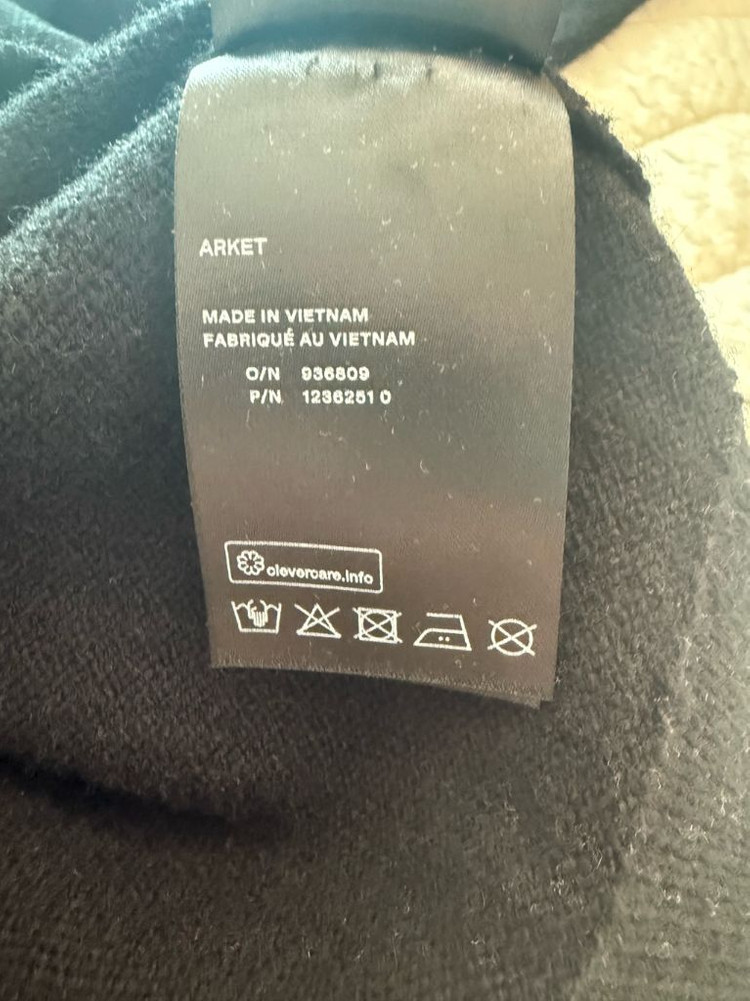 ARKET
MADE IN VIETNAM
FABRIQUÉ AU VIETNAM
O/N 936809
P/N 1236251 0
clevercare.info